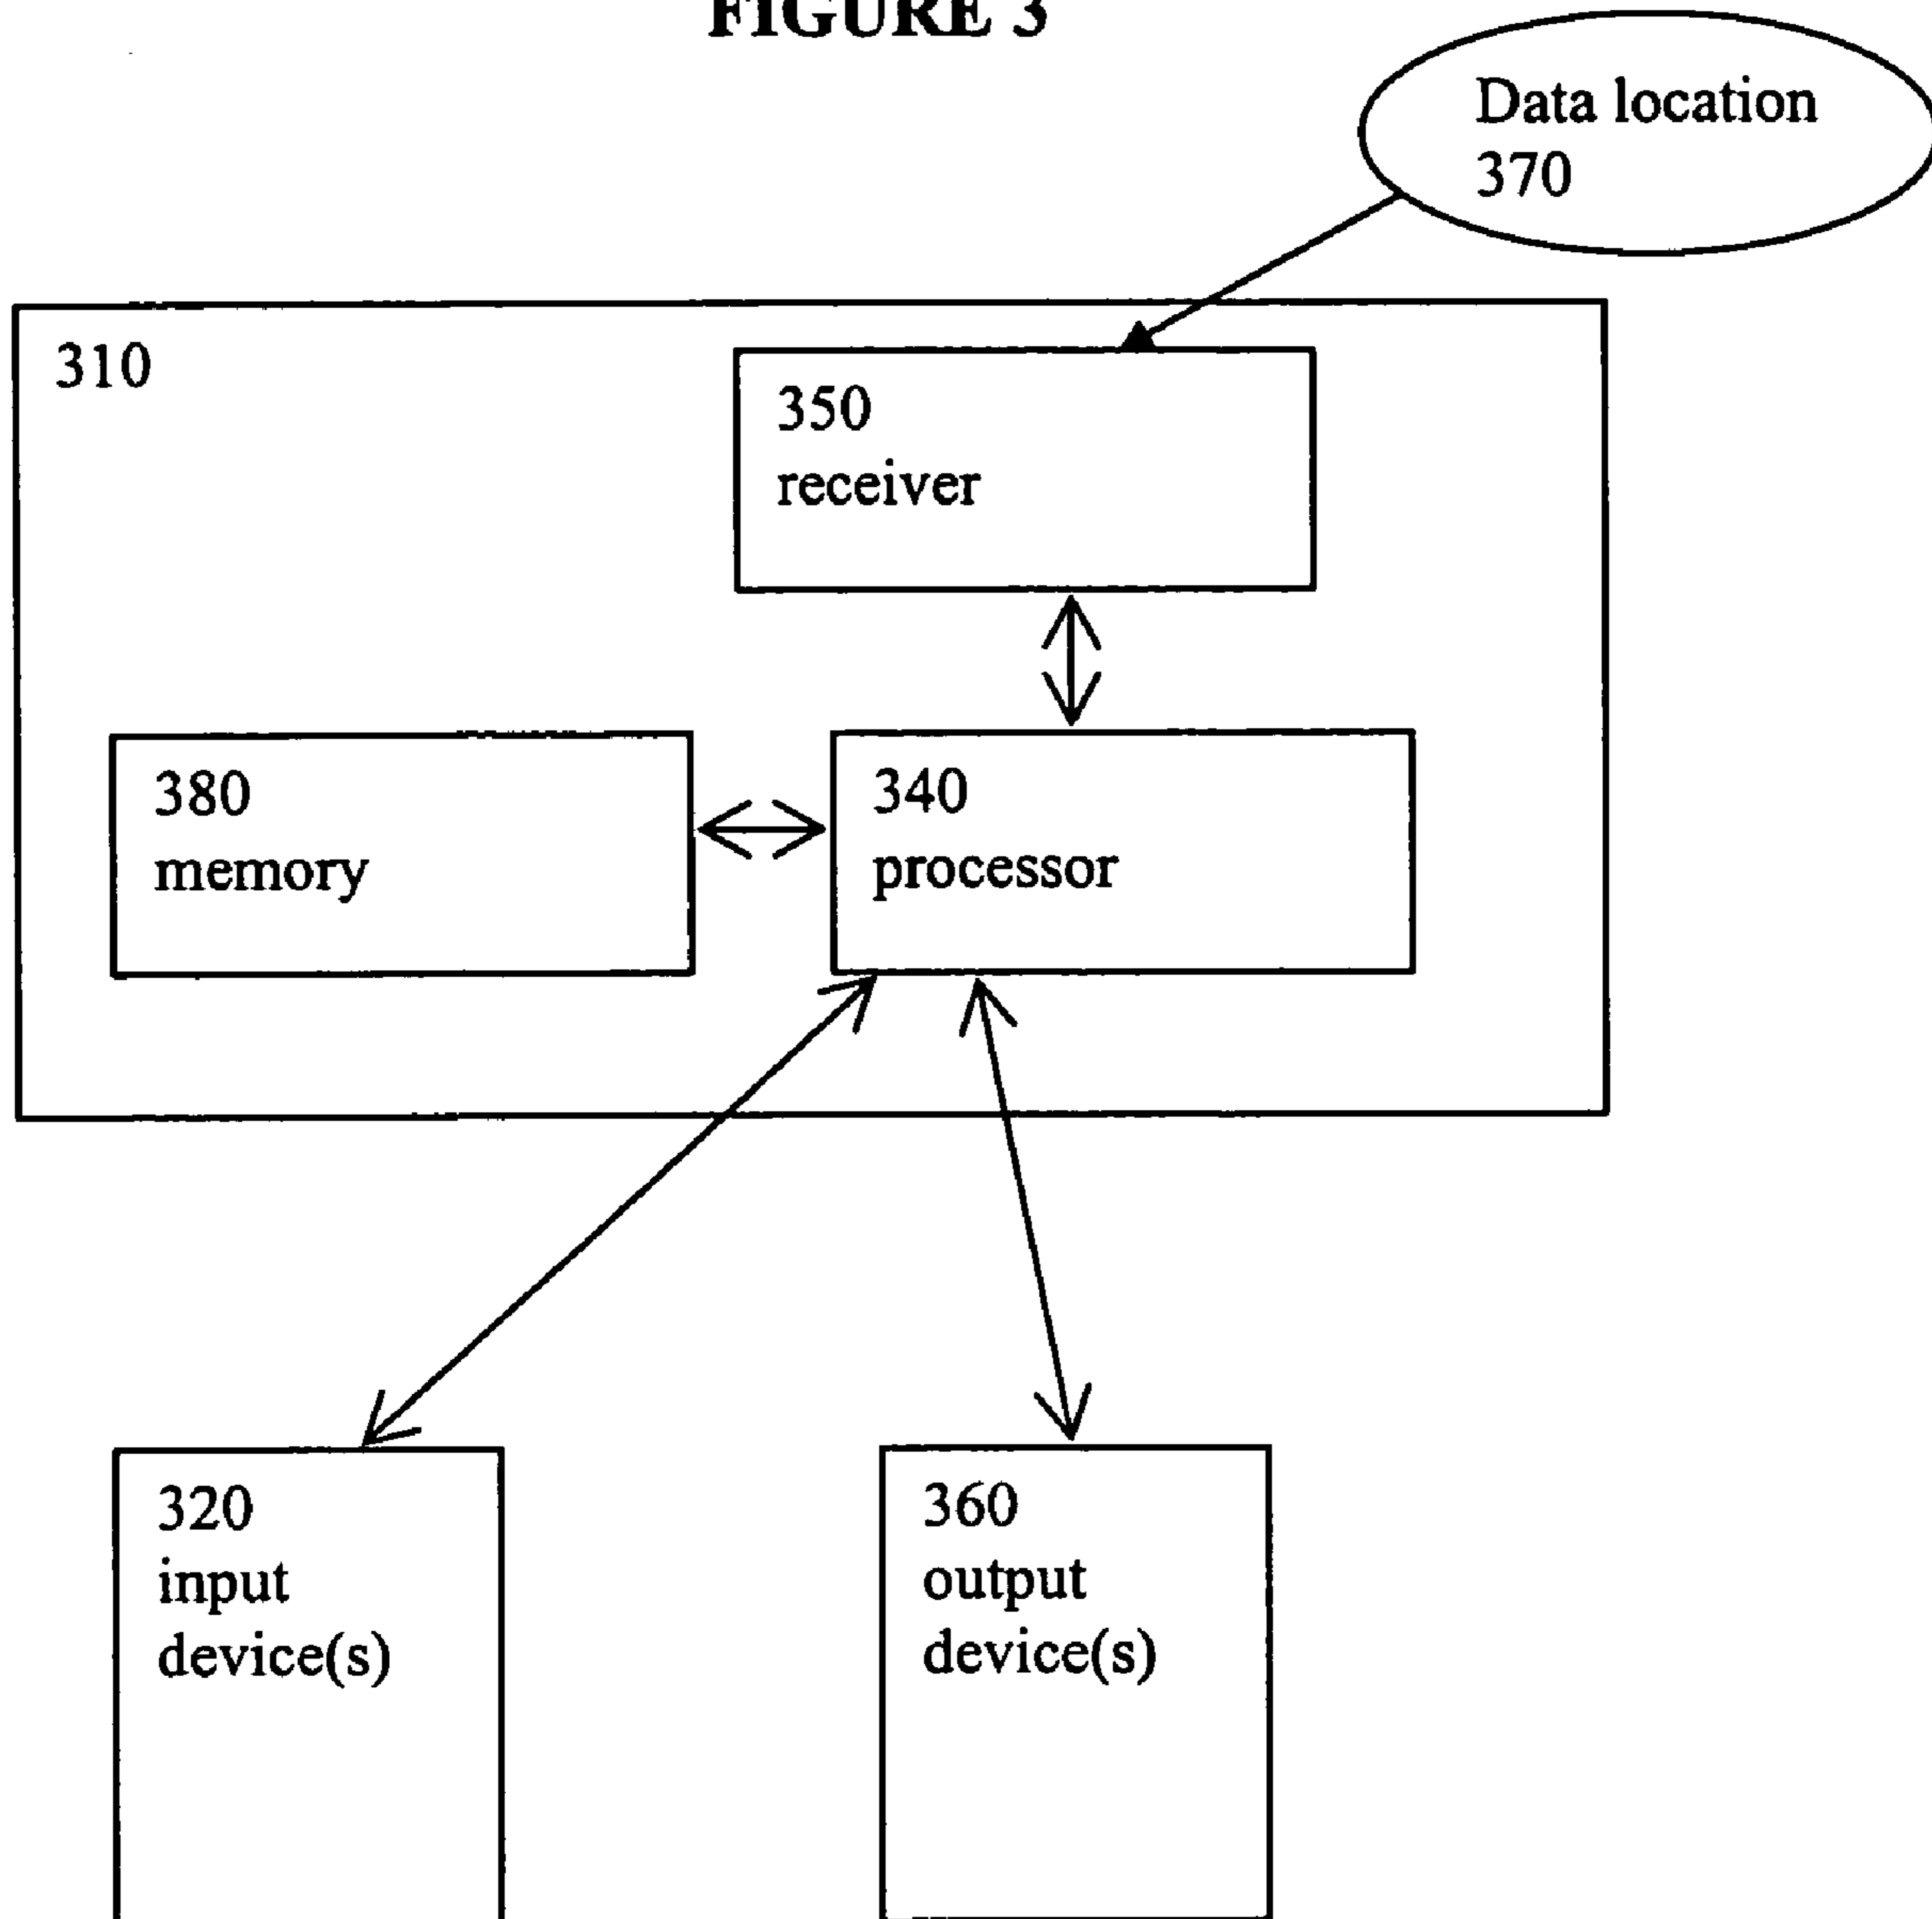 FIGURE 3
Data location
370
310
350
receiver
380
memory
340
processor
320
input
device(s)
360
output
device(s)